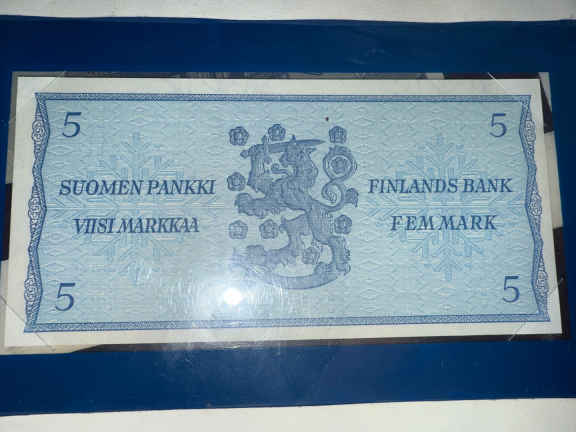 5 5
SUOMEN PANKKI FINLANDS BANK
VIISI MARKKAA FEM MARK
5 5